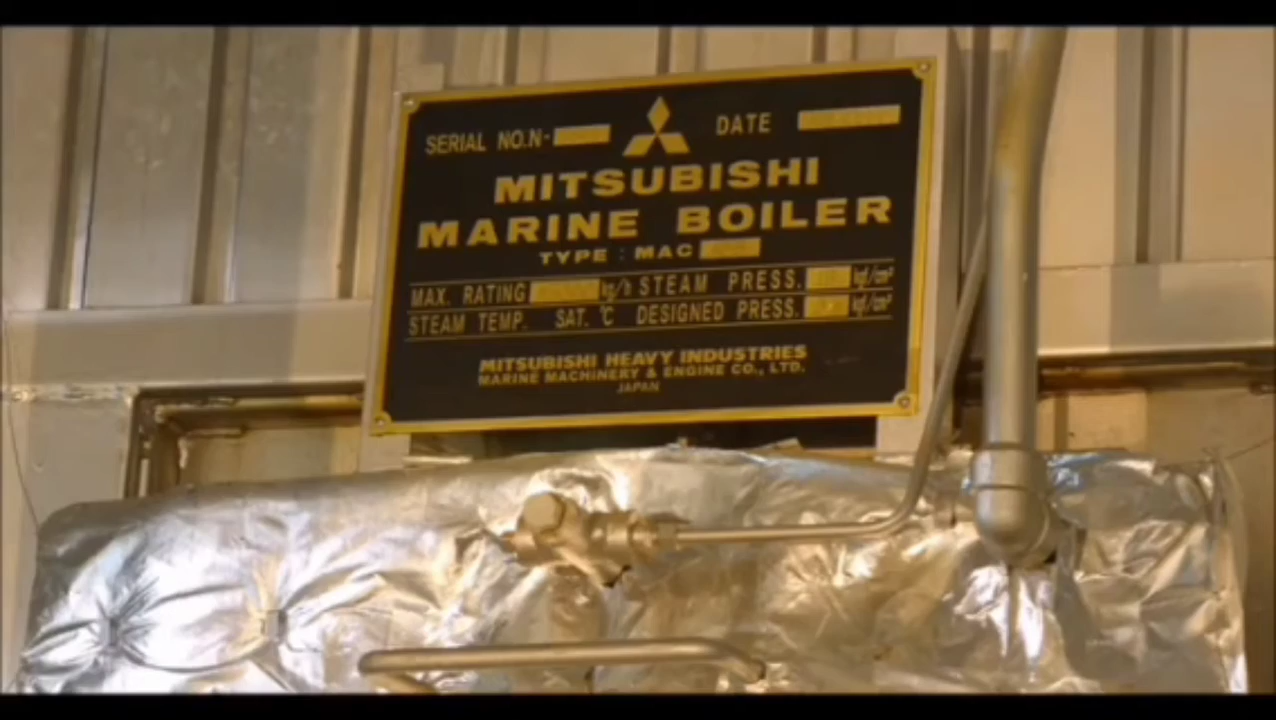 SERIAL NO.N- DATE
MITSUBISHI
MARINE BOILER
TYPE : MAC
MAX. RATING kg/h STEAM PRESS. kgf/cm²
STEAM TEMP. SAT. ℃ DESIGNED PRESS. kgf/cm²
MITSUBISHI HEAVY INDUSTRIES
MARINE MACHINERY & ENGINE CO., LTD.
JAPAN